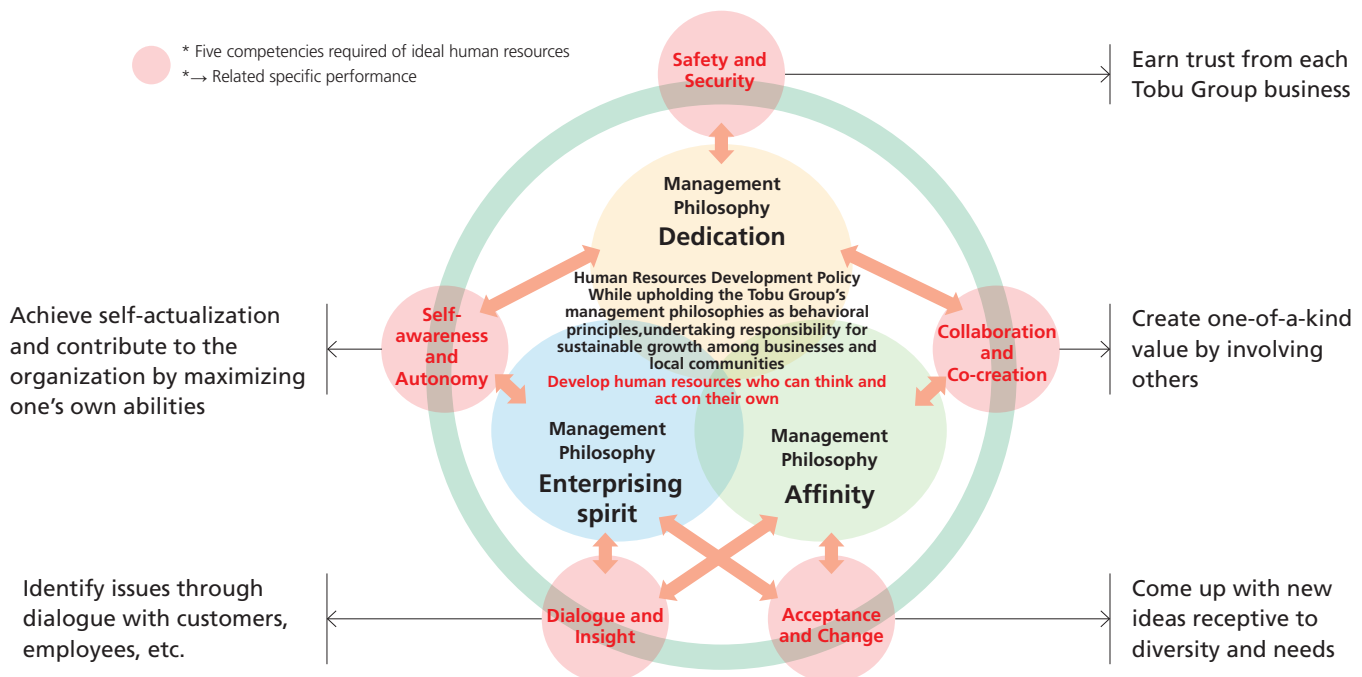 * Five competencies required of ideal human resources
*→ Related specific performance
Safety and
Security
Earn trust from each
Tobu Group business
Management
Philosophy
Dedication
Human Resources Development Policy
While upholding the Tobu Group's
management philosophies as behavioral
principles,undertaking responsibility for
sustainable growth among businesses and
local communities
Develop human resources who can think and
act on their own
Achieve self-actualization
and contribute to the
organization by maximizing
one's own abilities
Self-
awareness
and
Autonomy
Collaboration
and
Co-creation
Create one-of-a-kind
value by involving
others
Management
Philosophy
Enterprising
spirit
Management
Philosophy
Affinity
Identify issues through
dialogue with customers,
employees, etc.
Dialogue and
Insight
Acceptance
and Change
Come up with new
ideas receptive to
diversity and needs